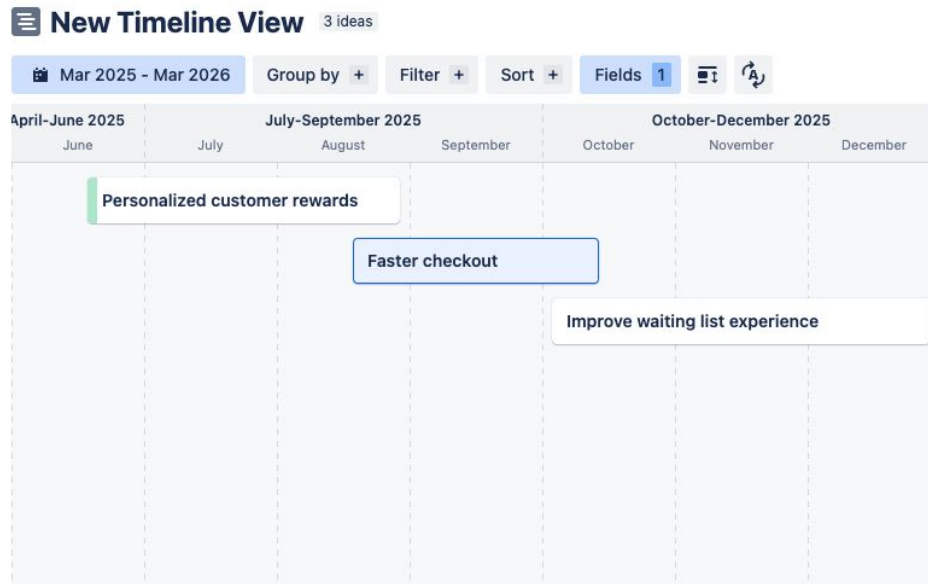 New Timeline View 3 ideas
Mar 2025 - Mar 2026 Group by + Filter + Sort + Fields 1
April-June 2025 July-September 2025 October-December 2025
June July August September October November December
Personalized customer rewards
Faster checkout
Improve waiting list experience